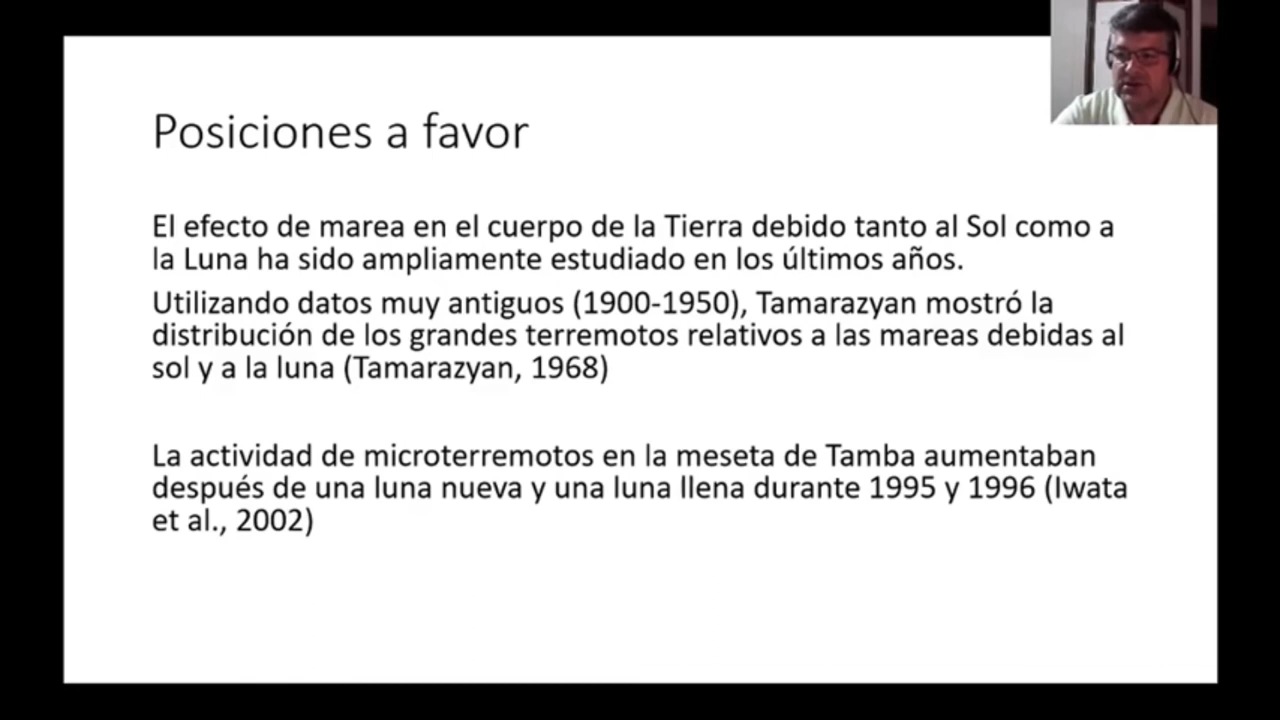 Posiciones a favor
El efecto de marea en el cuerpo de la Tierra debido tanto al Sol como a
la Luna ha sido ampliamente estudiado en los últimos años.
Utilizando datos muy antiguos (1900-1950), Tamarazyan mostró la
distribución de los grandes terremotos relativos a las mareas debidas al
sol y a la luna (Tamarazyan, 1968)
La actividad de microterremotos en la meseta de Tamba aumentaban
después de una luna nueva y una luna llena durante 1995 y 1996 (Iwata
et al., 2002)